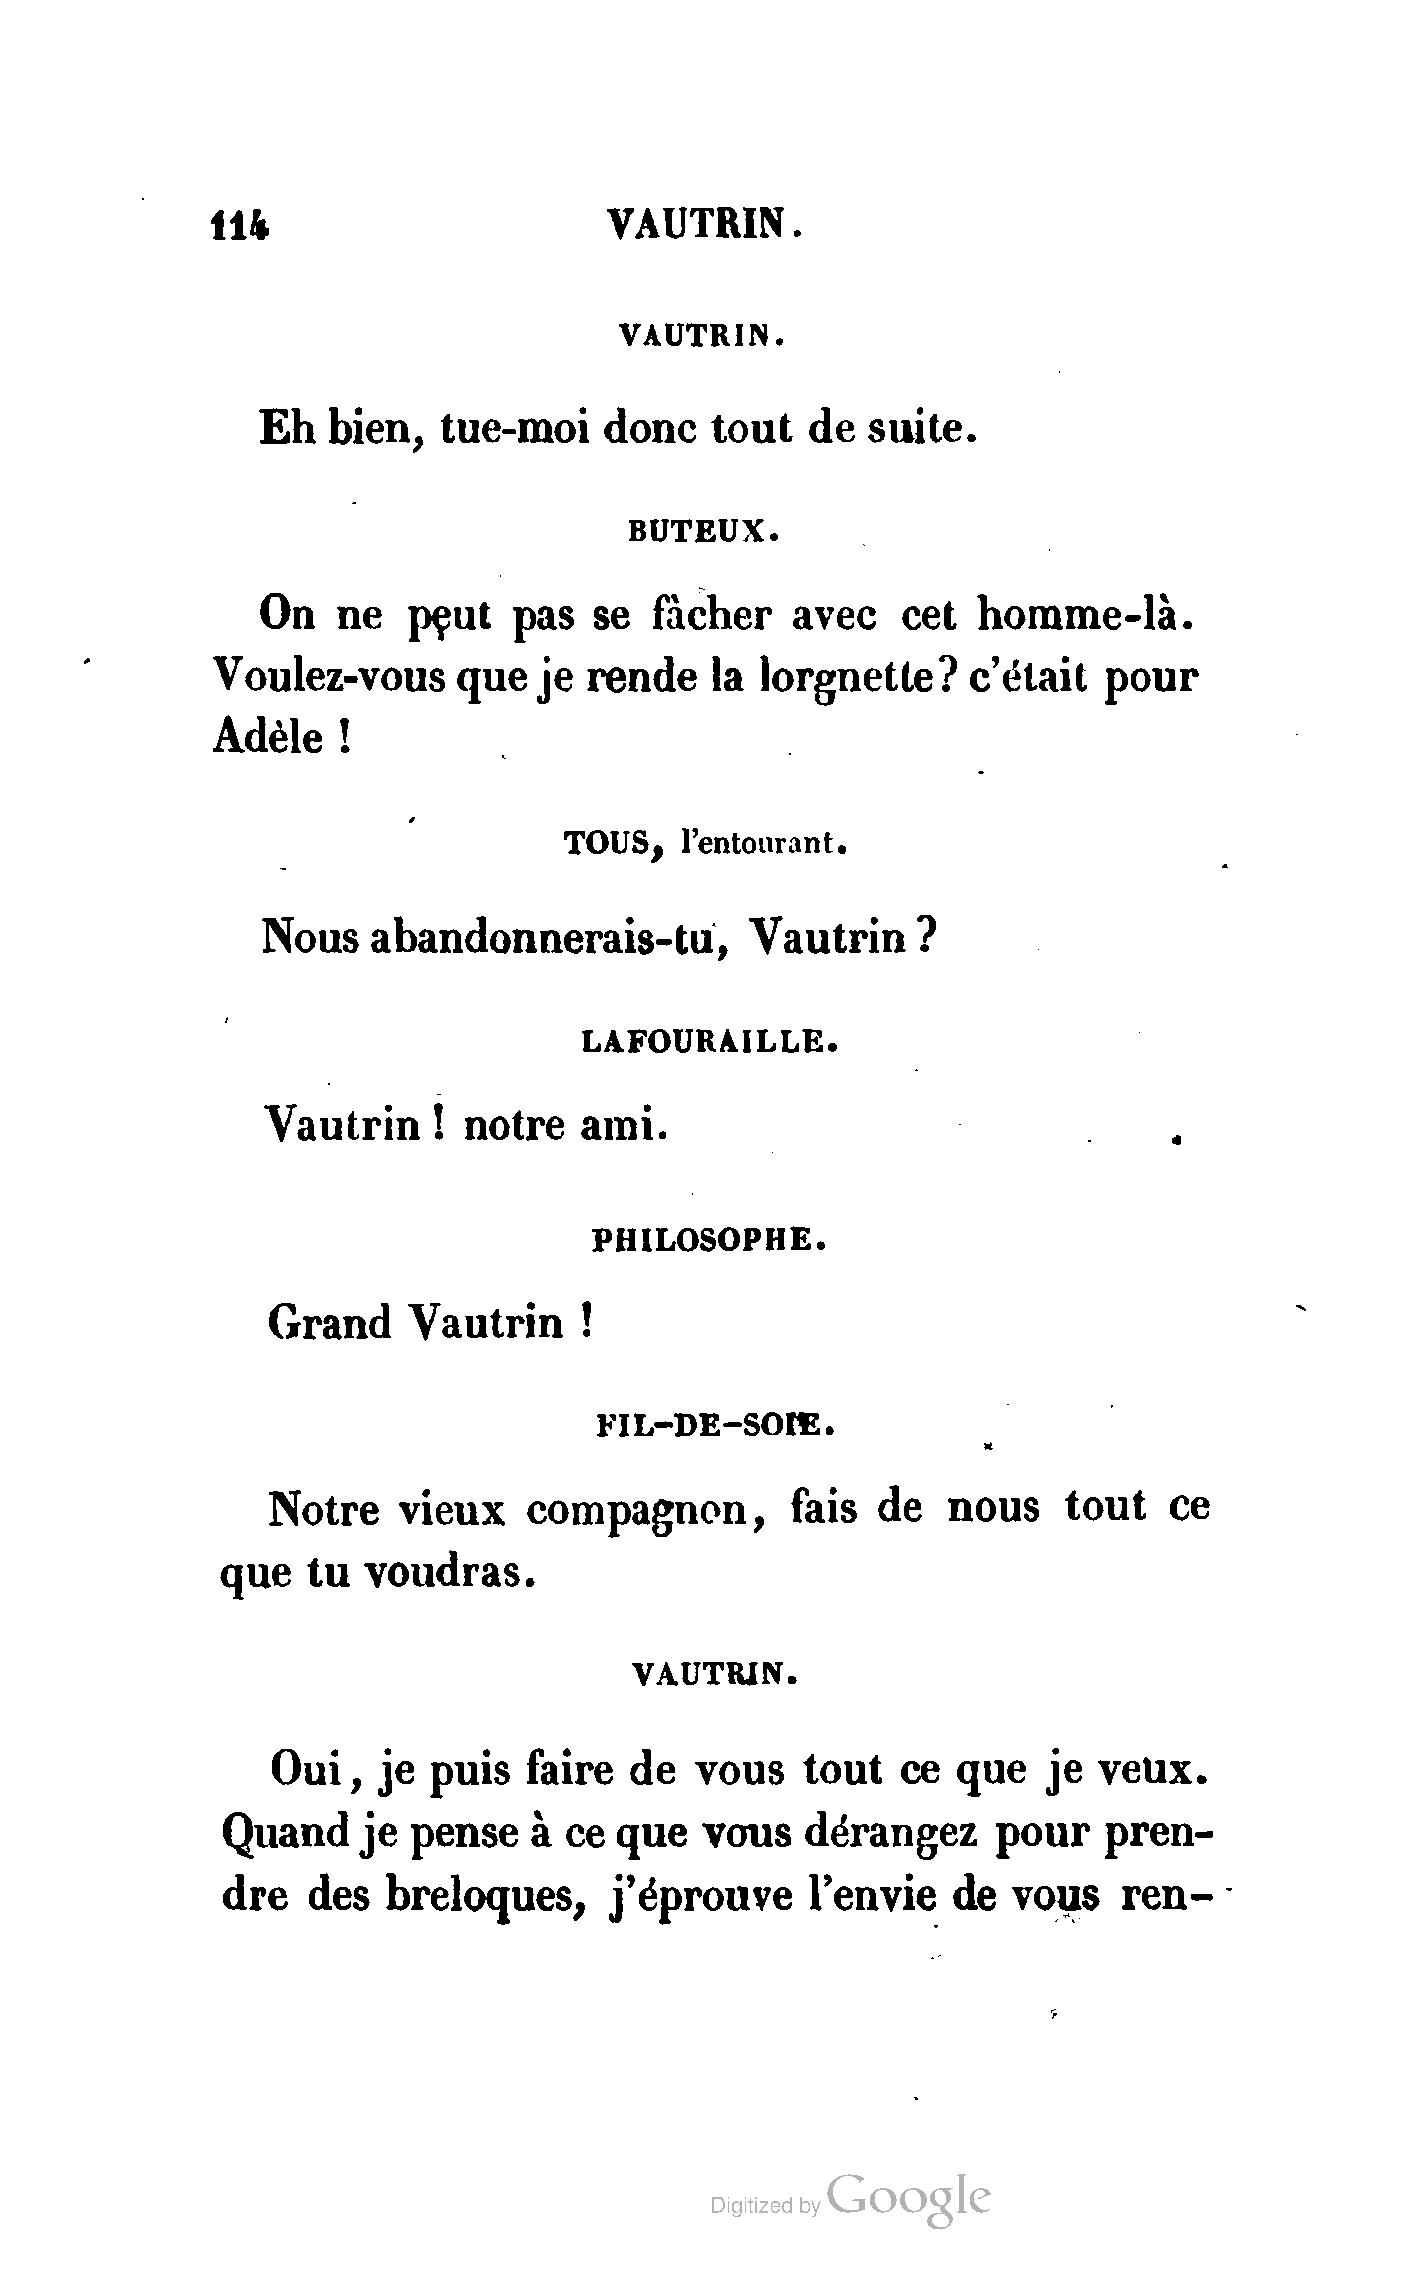 114 VAUTRIN.
VAUTRIN.
Eh bien, tue-moi donc tout de suite.
BUTEUX.
On ne peut pas se fâcher avec cet homme-là.
Voulez-vous que je rende la lorgnette? c'était pour
Adèle !
TOUS, l'entourant.
Nous abandonnerais-tu, Vautrin ?
LAFOURAILLE.
Vautrin ! notre ami.
PHILOSOPHE.
Grand Vautrin !
FIL-DE-SOIE.
Notre vieux compagnon, fais de nous tout ce
que tu voudras.
VAUTRIN.
Oui, je puis faire de vous tout ce que je veux.
Quand je pense à ce que vous dérangez pour pren-
dre des breloques, j'éprouve l'envie de vous ren-
Digitized by Google